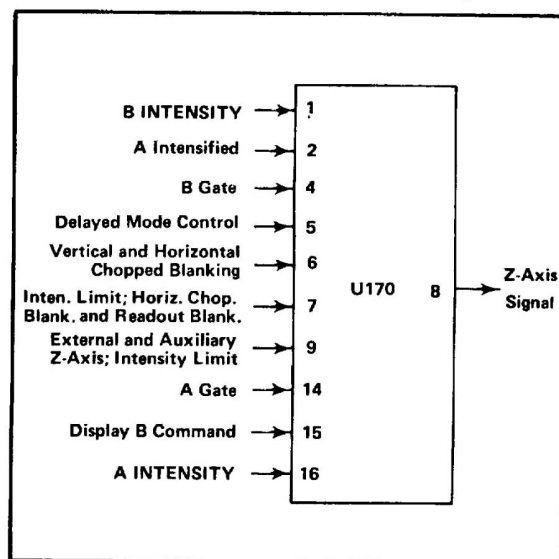 B INTENSITY 1
A Intensified 2
B Gate 4
Delayed Mode Control 5
Vertical and Horizontal
Chopped Blanking 6
Inten. Limit; Horiz. Chop.
Blank. and Readout Blank. 7
U170 8
Z-Axis
Signal
External and Auxiliary
Z-Axis; Intensity Limit 9
A Gate 14
Display B Command 15
A INTENSITY 16